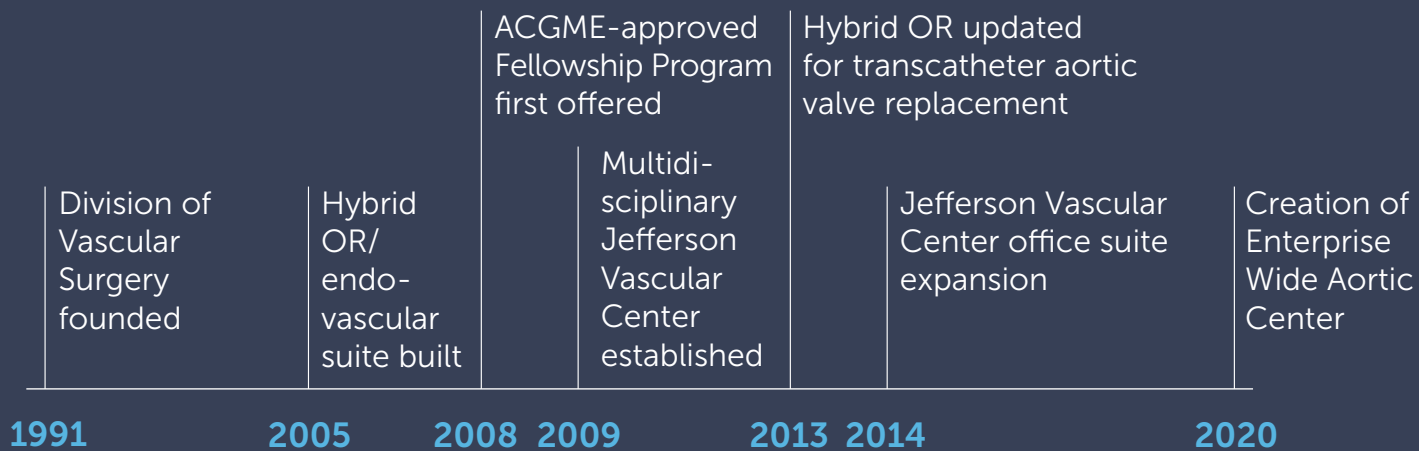 ACGME-approved
Fellowship Program
first offered
Hybrid OR updated
for transcatheter aortic
valve replacement
Division of
Vascular
Surgery
founded
Hybrid
OR/
endo-
vascular
suite built
Multidi-
sciplinary
Jefferson
Vascular
Center
established
Jefferson Vascular
Center office suite
expansion
Creation of
Enterprise
Wide Aortic
Center
1991 2005 2008 2009 2013 2014 2020